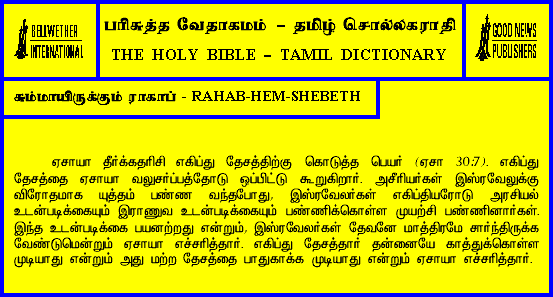 BELLWETHER
INTERNATIONAL
பரிசுத்த வேதாகமம் – தமிழ் சொல்லகராதி
THE HOLY BIBLE – TAMIL DICTIONARY
GOOD NEWS
PUBLISHERS
சும்மாயிருக்கும் ராகாப் - RAHAB-HEM-SHEBETH
ஏசாயா தீர்க்கதரிசி எகிப்து தேசத்திற்கு கொடுத்த பெயர் (ஏசா 30:7). எகிப்து
தேசத்தை ஏசாயா வலுசர்ப்பத்தோடு ஒப்பிட்டு கூறுகிறார். அசீரியர்கள் இஸ்ரவேலுக்கு
விரோதமாக யுத்தம் பண்ண வந்தபோது, இஸ்ரவேலர்கள் எகிப்தியரோடு அரசியல்
உடன்படிக்கையும் இராணுவ உடன்படிக்கையும் பண்ணிக்கொள்ள முயற்சி பண்ணினார்கள்.
இந்த உடன்படிக்கை பயனற்றது என்றும், இஸ்ரவேலர்கள் தேவனே மாத்திரமே சார்ந்திருக்க
வேண்டுமென்றும் ஏசாயா எச்சரித்தார். எகிப்து தேசத்தார் தன்னையே காத்துக்கொள்ள
முடியாது என்றும் அது மற்ற தேசத்தை பாதுகாக்க முடியாது என்றும் ஏசாயா எச்சரித்தார்.